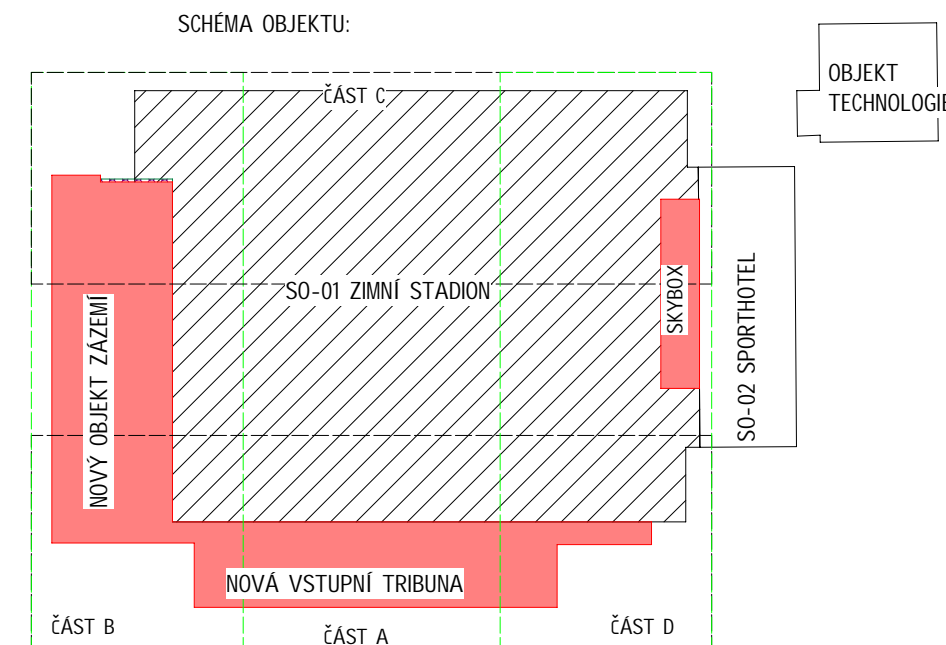 SCHÉMA OBJEKTU:
OBJEKT
TECHNOLOGIE
ČÁST C
SO-01 ZIMNÍ STADION
SKYBOX
SO-02 SPORTHOTEL
NOVÝ OBJEKT ZÁZEMÍ
NOVÁ VSTUPNÍ TRIBUNA
ČÁST B
ČÁST A
ČÁST D